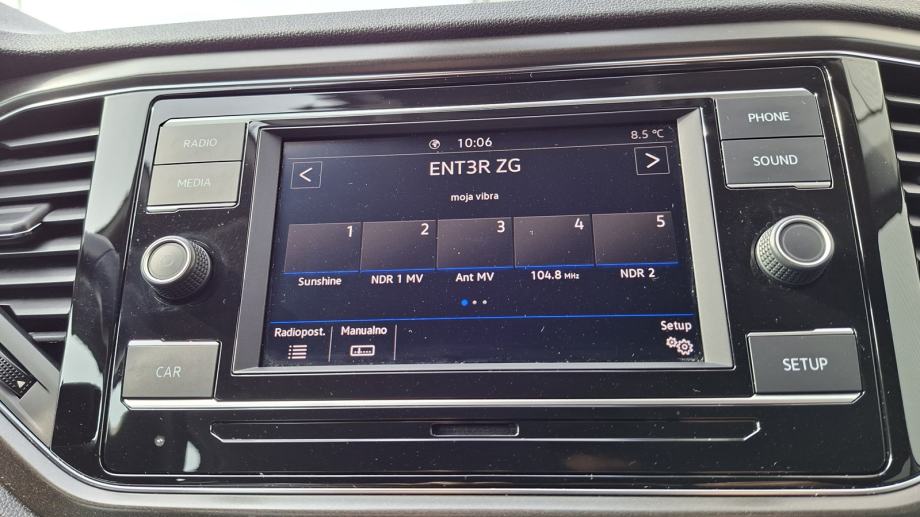 RADIO
MEDIA
CAR
10:06
8.5 °C
<
ENT3R ZG
>
moja vibra
1 2 3 4 5
Sunshine NDR 1 MV Ant MV 104.8 MHz NDR 2
Radiopost. Manualno Setup
PHONE
SOUND
SETUP